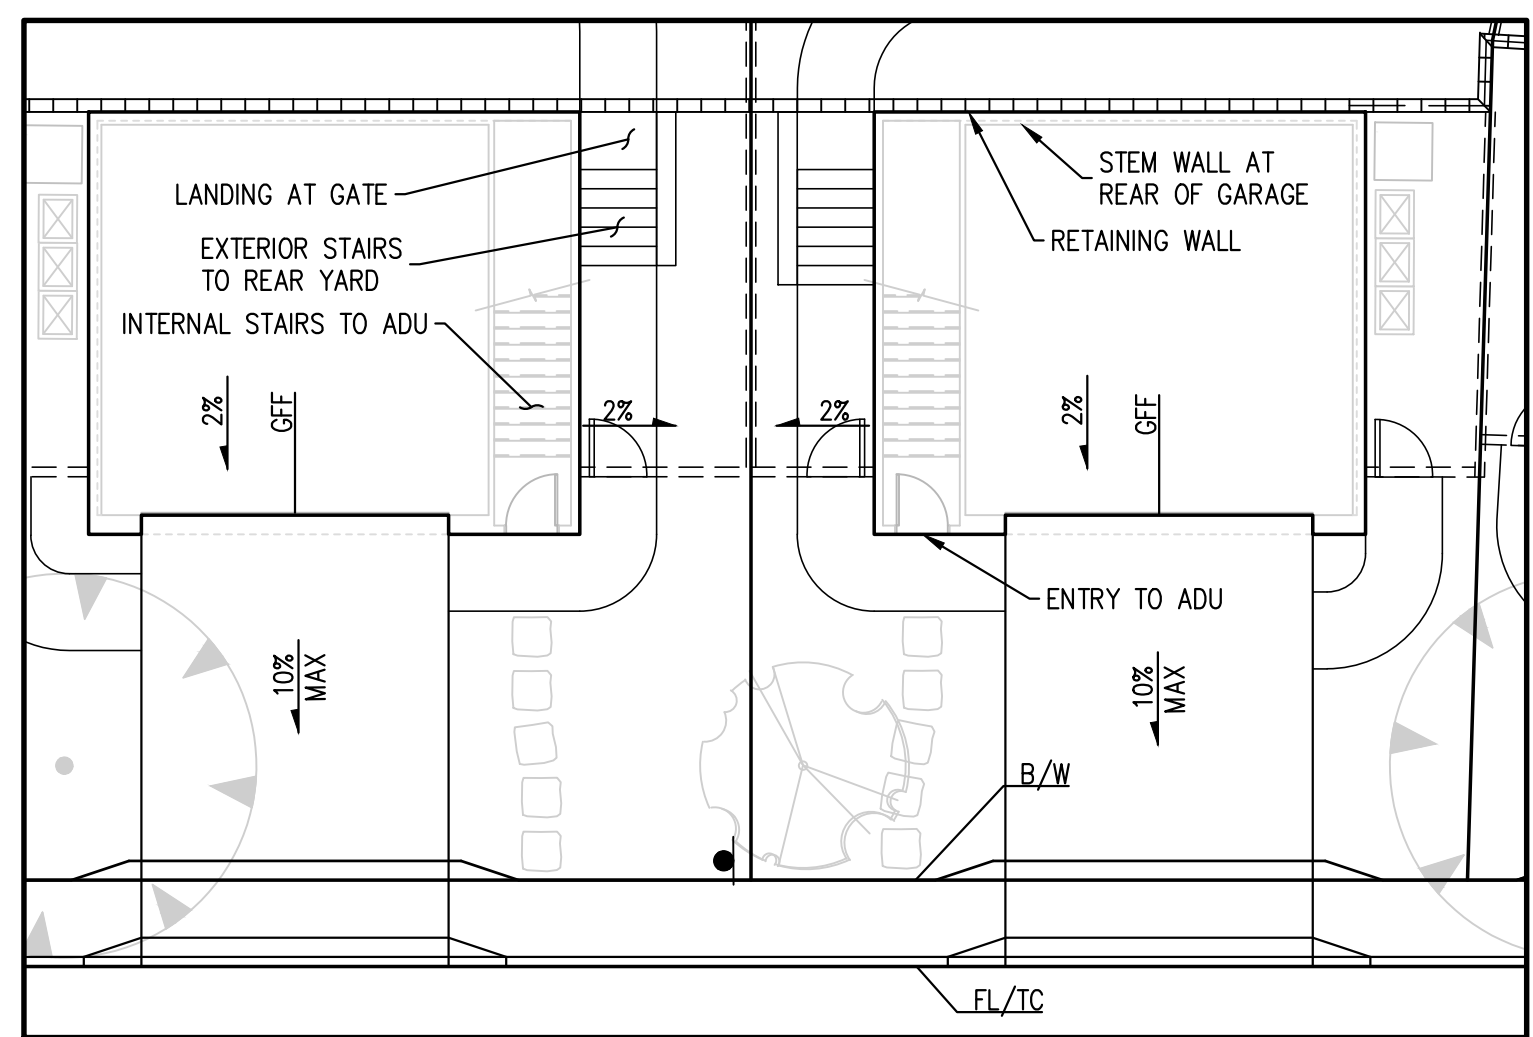 LANDING AT GATE
EXTERIOR STAIRS
TO REAR YARD
INTERNAL STAIRS TO ADU
STEM WALL AT
REAR OF GARAGE
RETAINING WALL
2%
GFF
2%
2%
2%
GFF
ENTRY TO ADU
10%
MAX
10%
MAX
B/W
FL/TC